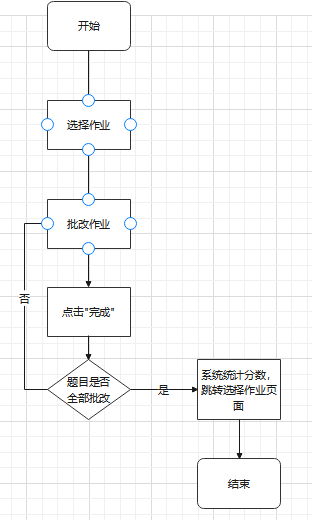 开始
选择作业
批改作业
否
点击"完成"
题目是否
全部批改
是
系统统计分数，
跳转选择作业页
面
结束